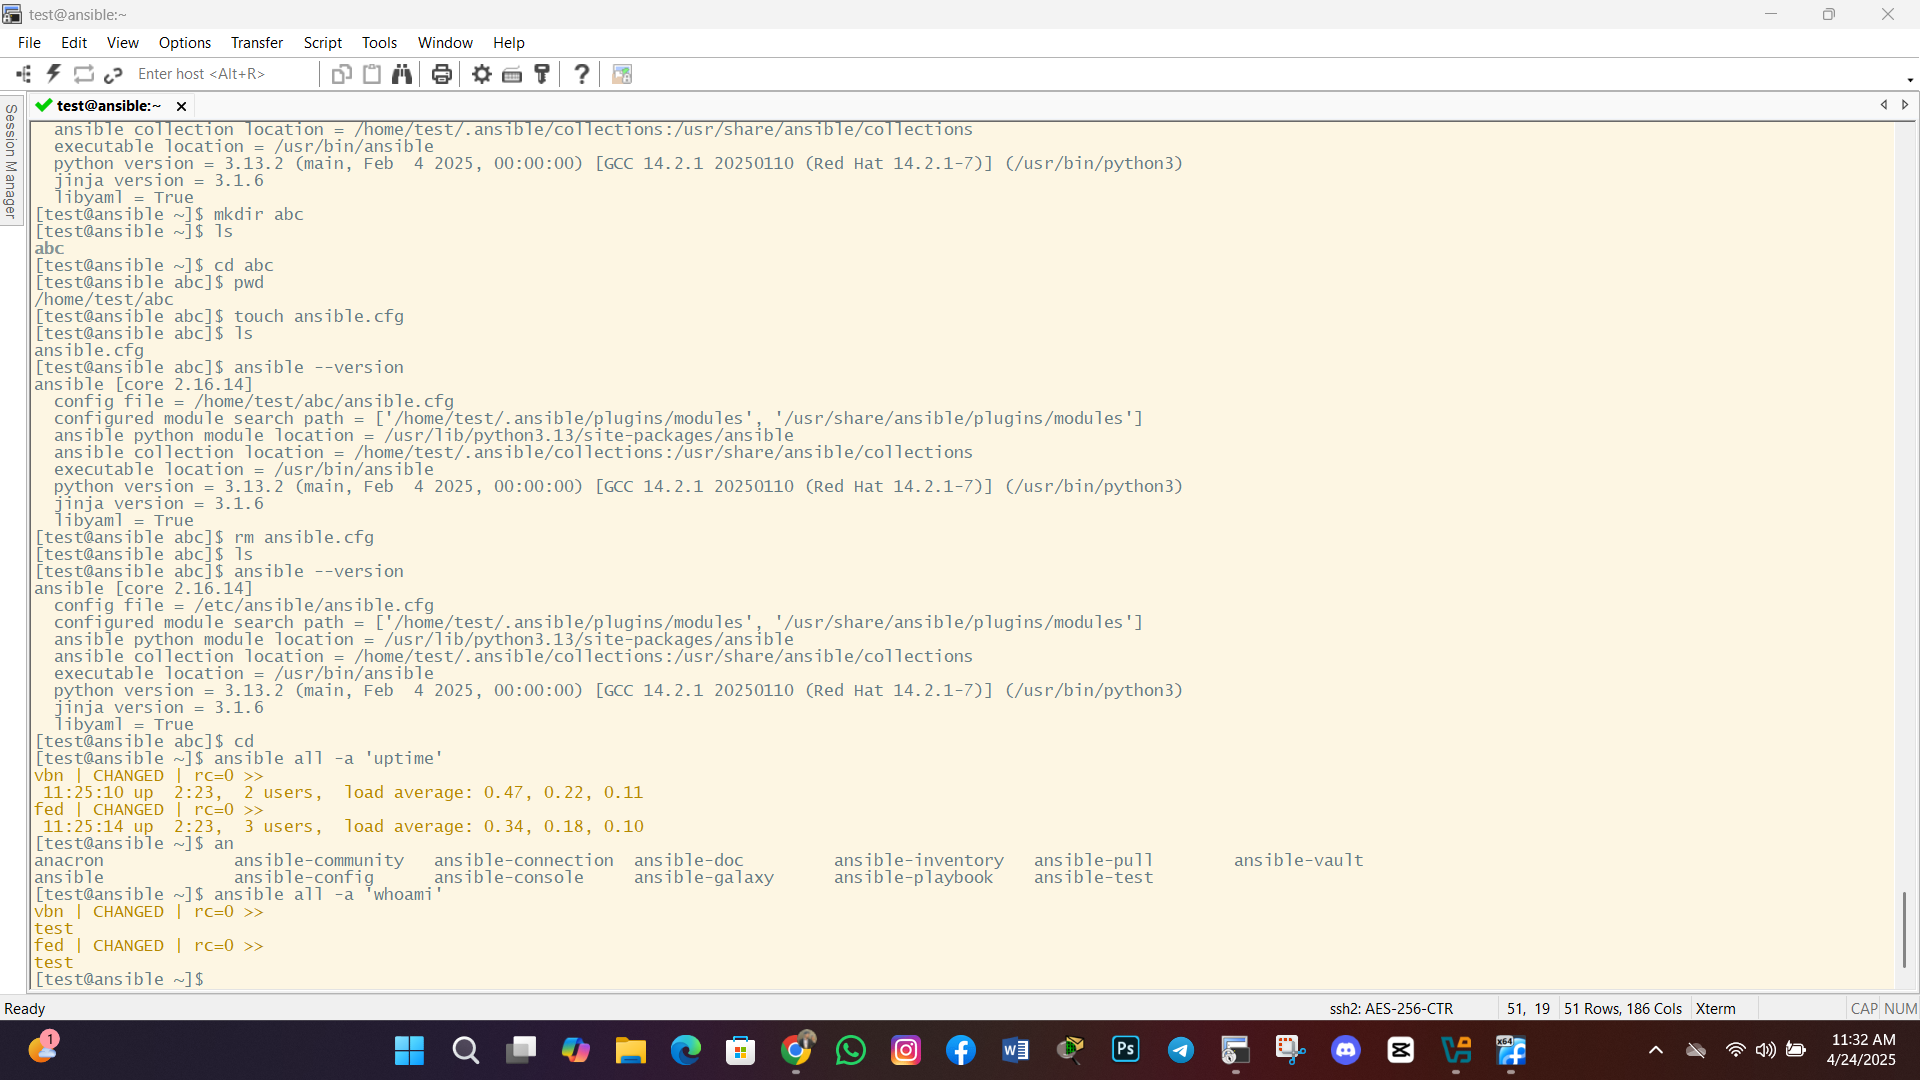 test@ansible:~
File Edit View Options Transfer Script Tools Window Help
Enter host <Alt+R>
Session Manager
test@ansible:~
  ansible collection location = /home/test/.ansible/collections:/usr/share/ansible/collections
  executable location = /usr/bin/ansible
  python version = 3.13.2 (main, Feb  4 2025, 00:00:00) [GCC 14.2.1 20250110 (Red Hat 14.2.1-7)] (/usr/bin/python3)
  jinja version = 3.1.6
  libyaml = True
[test@ansible ~]$ mkdir abc
[test@ansible ~]$ ls
abc
[test@ansible ~]$ cd abc
[test@ansible abc]$ pwd
/home/test/abc
[test@ansible abc]$ touch ansible.cfg
[test@ansible abc]$ ls
ansible.cfg
[test@ansible abc]$ ansible --version
ansible [core 2.16.14]
  config file = /home/test/abc/ansible.cfg
  configured module search path = ['/home/test/.ansible/plugins/modules', '/usr/share/ansible/plugins/modules']
  ansible python module location = /usr/lib/python3.13/site-packages/ansible
  ansible collection location = /home/test/.ansible/collections:/usr/share/ansible/collections
  executable location = /usr/bin/ansible
  python version = 3.13.2 (main, Feb  4 2025, 00:00:00) [GCC 14.2.1 20250110 (Red Hat 14.2.1-7)] (/usr/bin/python3)
  jinja version = 3.1.6
  libyaml = True
[test@ansible abc]$ rm ansible.cfg
[test@ansible abc]$ ls
[test@ansible abc]$ ansible --version
ansible [core 2.16.14]
  config file = /etc/ansible/ansible.cfg
  configured module search path = ['/home/test/.ansible/plugins/modules', '/usr/share/ansible/plugins/modules']
  ansible python module location = /usr/lib/python3.13/site-packages/ansible
  ansible collection location = /home/test/.ansible/collections:/usr/share/ansible/collections
  executable location = /usr/bin/ansible
  python version = 3.13.2 (main, Feb  4 2025, 00:00:00) [GCC 14.2.1 20250110 (Red Hat 14.2.1-7)] (/usr/bin/python3)
  jinja version = 3.1.6
  libyaml = True
[test@ansible abc]$ cd
[test@ansible ~]$ ansible all -a 'uptime'
vbn | CHANGED | rc=0 >>
 11:25:10 up  2:23,  2 users,  load average: 0.47, 0.22, 0.11
fed | CHANGED | rc=0 >>
 11:25:14 up  2:23,  3 users,  load average: 0.34, 0.18, 0.10
[test@ansible ~]$ an
anacron             ansible-community   ansible-connection  ansible-doc         ansible-inventory   ansible-pull        ansible-vault
ansible             ansible-config      ansible-console     ansible-galaxy      ansible-playbook    ansible-test
[test@ansible ~]$ ansible all -a 'whoami'
vbn | CHANGED | rc=0 >>
test
fed | CHANGED | rc=0 >>
test
[test@ansible ~]$
Ready ssh2: AES-256-CTR 51, 19 51 Rows, 186 Cols Xterm CAP NUM
1
Ps
x64
11:32 AM
4/24/2025